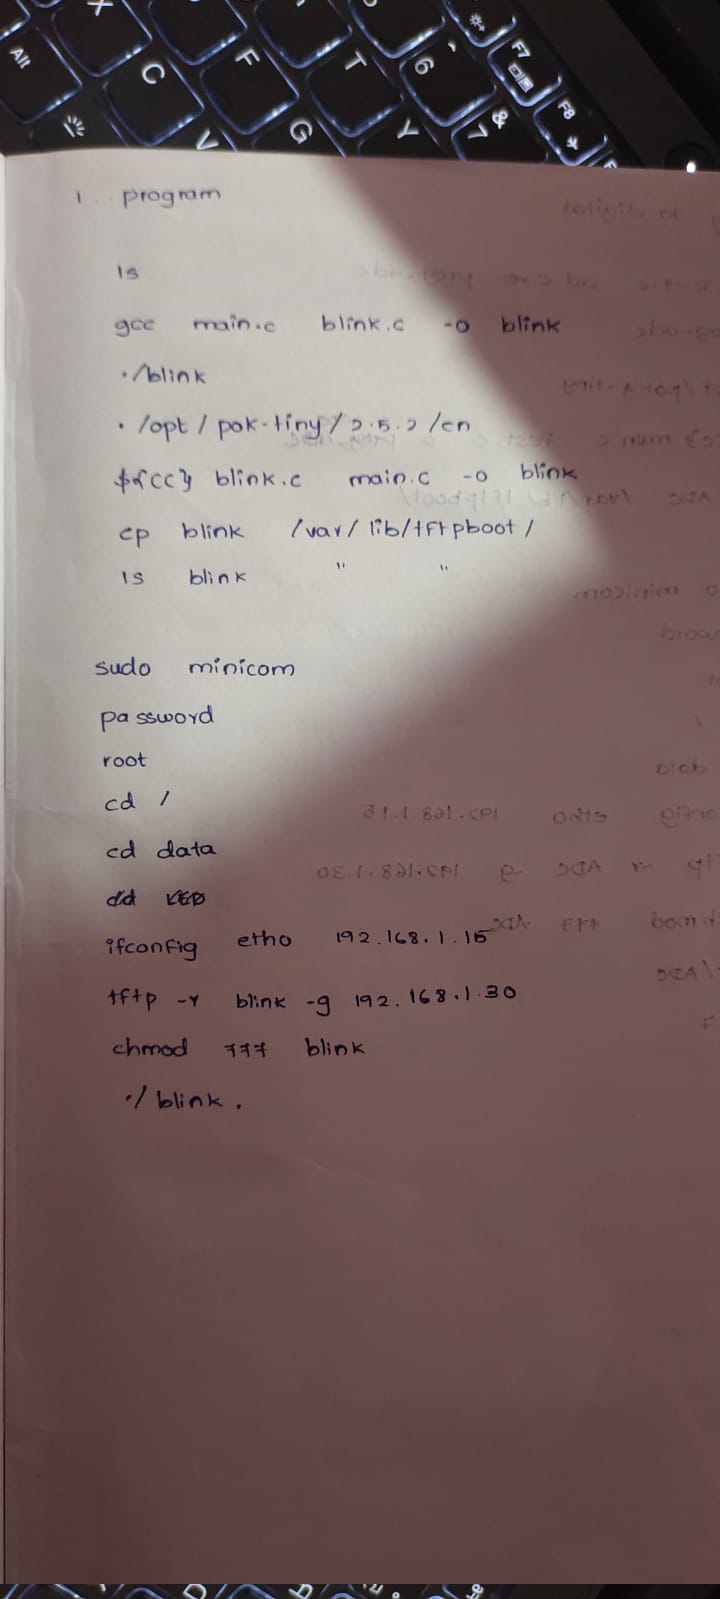 1. program
ls
gcc main.c blink.c -o blink
./blink
. /opt/pok-tiny/2.5.2/en
${CC} blink.c main.c -o blink
cp blink /var/lib/tftpboot/
ls blink " "
sudo minicom
password
root
cd /
cd data
ifconfig etho 192.168.1.15
tftp -r blink -g 192.168.1.30
chmod 777 blink
./blink.